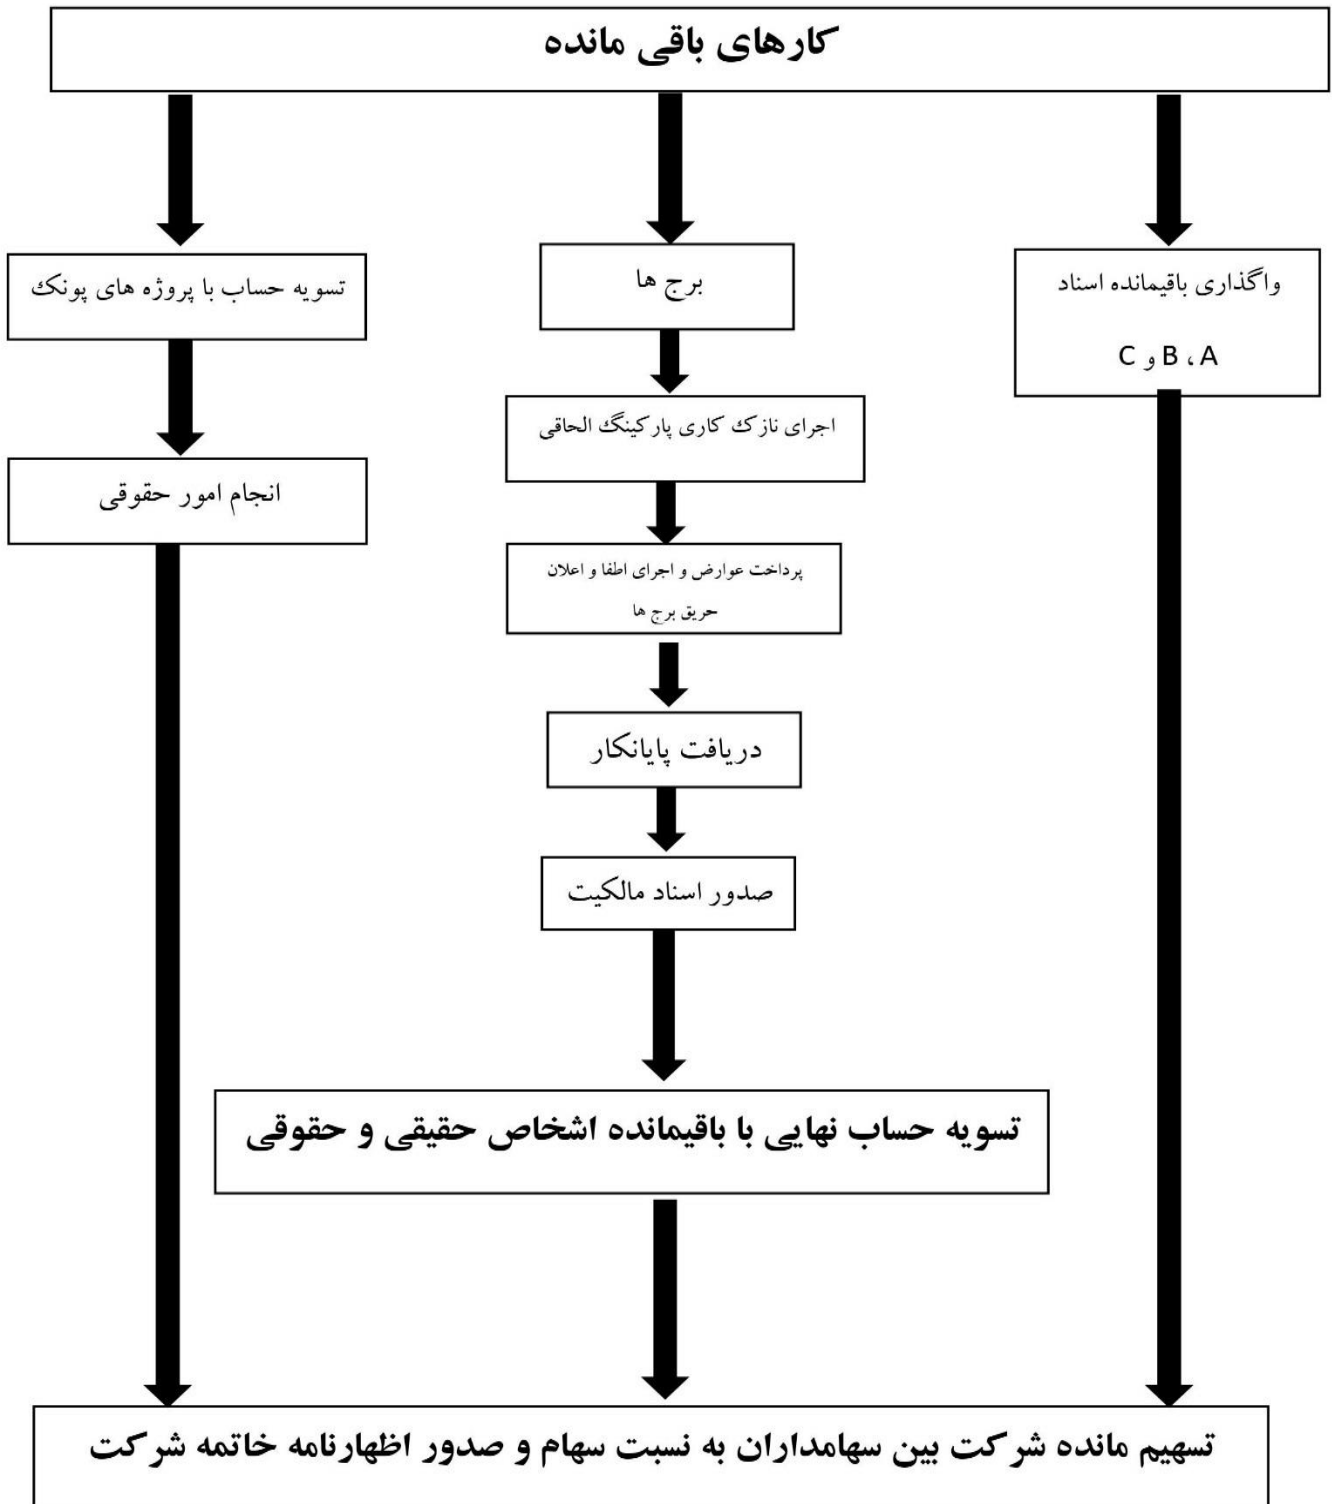 کارهای باقی مانده
واگذاری باقیمانده اسناد
A ، B و C
برج ها
تسویه حساب با پروژه های پونک
اجرای نازک کاری پارکینگ الحاقی
انجام امور حقوقی
پرداخت عوارض و اجرای اطفا و اعلان
حریق برج ها
دریافت پایانکار
صدور اسناد مالکیت
تسویه حساب نهایی با باقیمانده اشخاص حقیقی و حقوقی
تسهیم مانده شرکت بین سهامداران به نسبت سهام و صدور اظهارنامه خاتمه شرکت